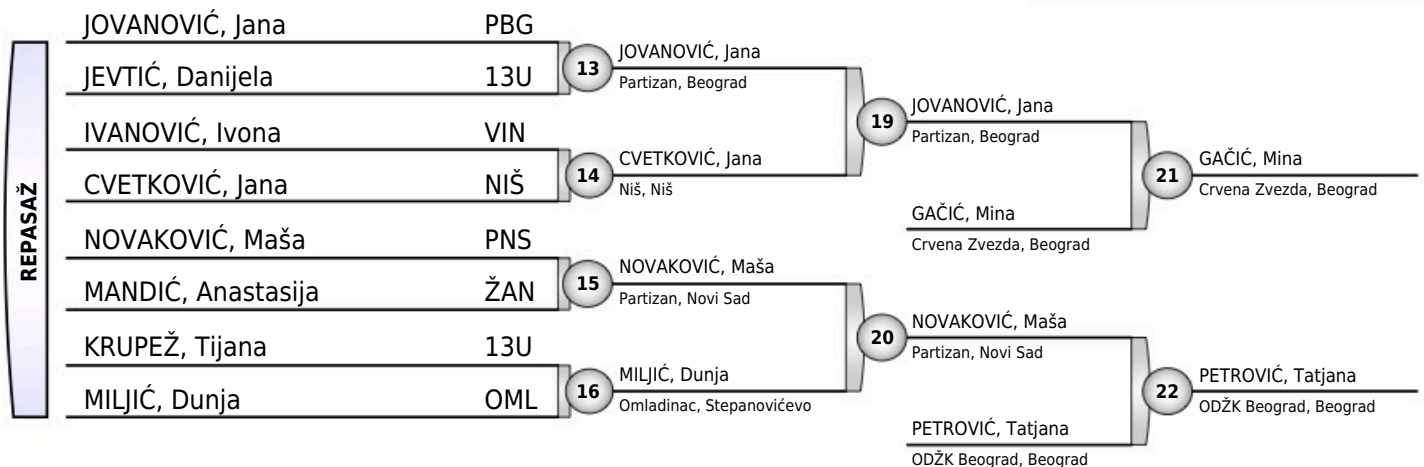 REPASAŽ
JOVANOVIĆ, Jana PBG
JEVTIĆ, Danijela 13U
IVANOVIĆ, Ivona VIN
CVETKOVIĆ, Jana NIŠ
NOVAKOVIĆ, Maša PNS
MANDIĆ, Anastasija ŽAN
KRUPEŽ, Tijana 13U
MILJIĆ, Dunja OML
13
JOVANOVIĆ, Jana
Partizan, Beograd
14
CVETKOVIĆ, Jana
Niš, Niš
15
NOVAKOVIĆ, Maša
Partizan, Novi Sad
16
MILJIĆ, Dunja
Omladinac, Stepanovićevo
19
JOVANOVIĆ, Jana
Partizan, Beograd
GAČIĆ, Mina
Crvena Zvezda, Beograd
20
NOVAKOVIĆ, Maša
Partizan, Novi Sad
PETROVIĆ, Tatjana
ODŽK Beograd, Beograd
21
GAČIĆ, Mina
Crvena Zvezda, Beograd
22
PETROVIĆ, Tatjana
ODŽK Beograd, Beograd